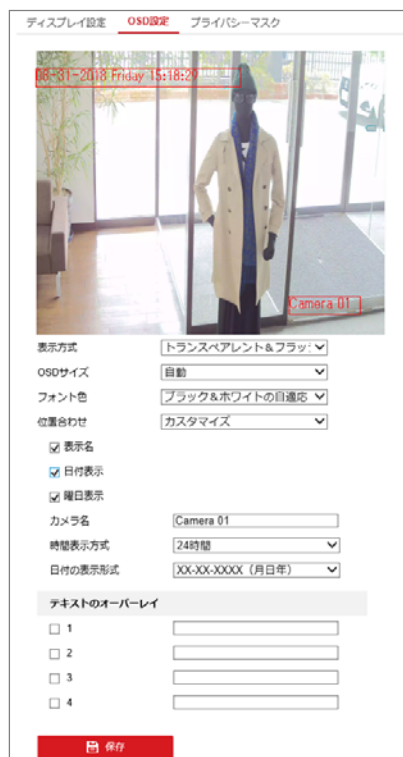 ディスプレイ設定 OSD設定 プライバシーマスク
08-31-2018 Friday 15:18:29
Camera 01
表示方式 トランスペアレント&フラッ
OSDサイズ 自動
フォント色 ブラック&ホワイトの自適応
位置合わせ カスタマイズ
表示名
日付表示
曜日表示
カメラ名 Camera 01
時間表示方式 24時間
日付の表示形式 XX-XX-XXXX（月日年）
テキストのオーバーレイ
1
2
3
4
保存